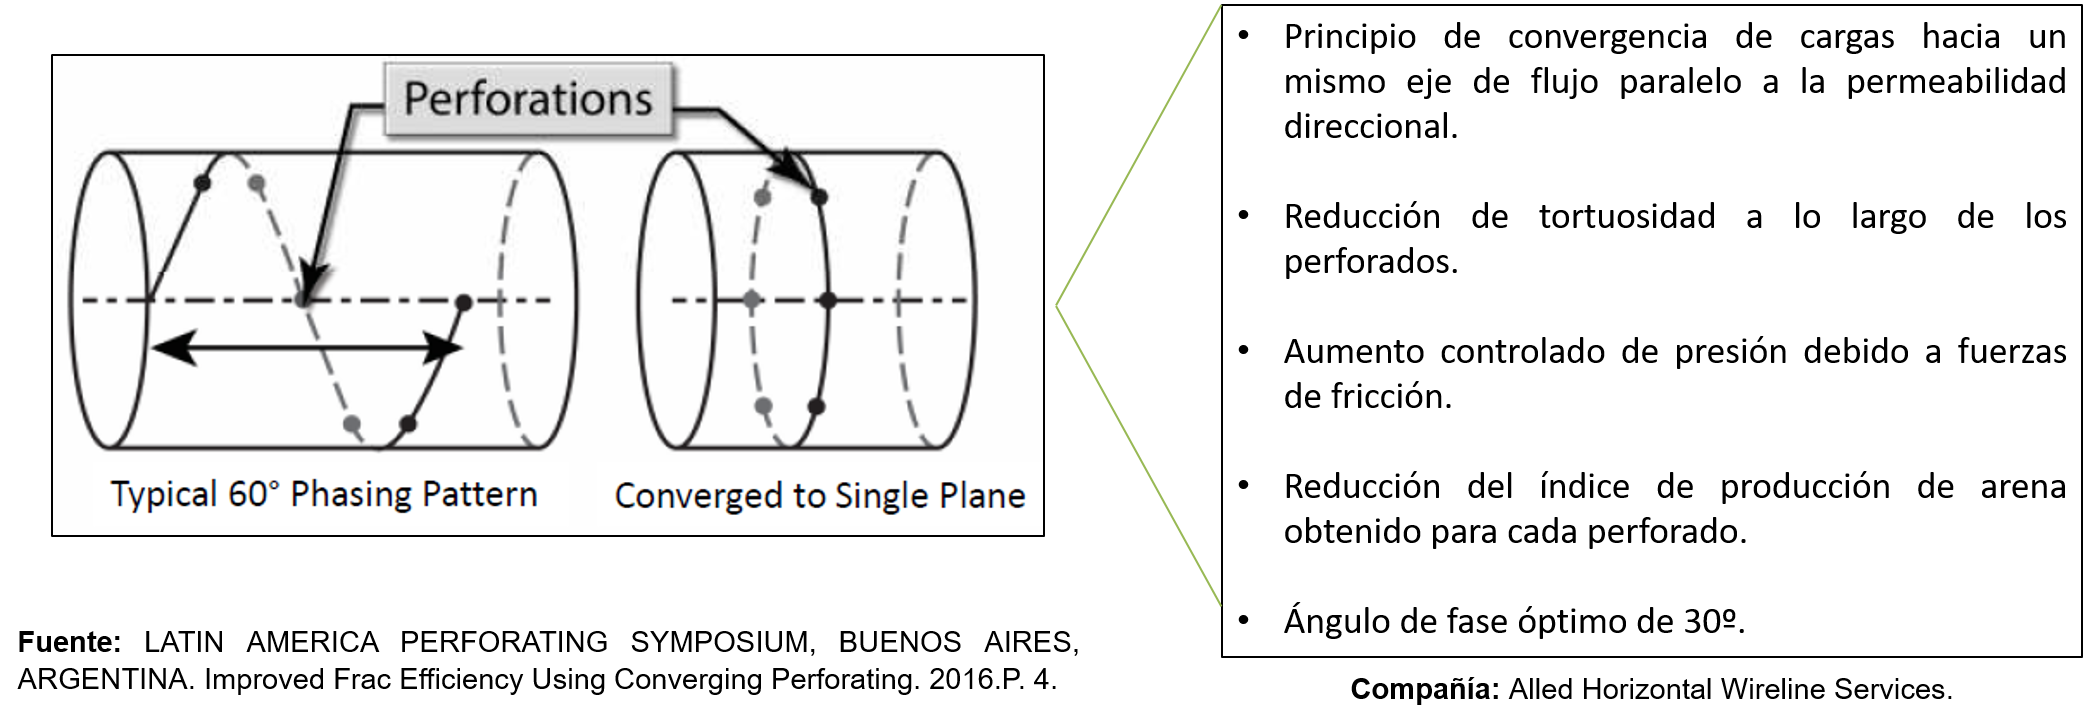 Perforations
Typical 60° Phasing Pattern
Converged to Single Plane
Fuente: LATIN AMERICA PERFORATING SYMPOSIUM, BUENOS AIRES,
ARGENTINA. Improved Frac Efficiency Using Converging Perforating. 2016.P. 4.
• Principio de convergencia de cargas hacia un
mismo eje de flujo paralelo a la permeabilidad
direccional.
• Reducción de tortuosidad a lo largo de los
perforados.
• Aumento controlado de presión debido a fuerzas
de fricción.
• Reducción del índice de producción de arena
obtenido para cada perforado.
• Ángulo de fase óptimo de 30º.
Compañía: Alled Horizontal Wireline Services.